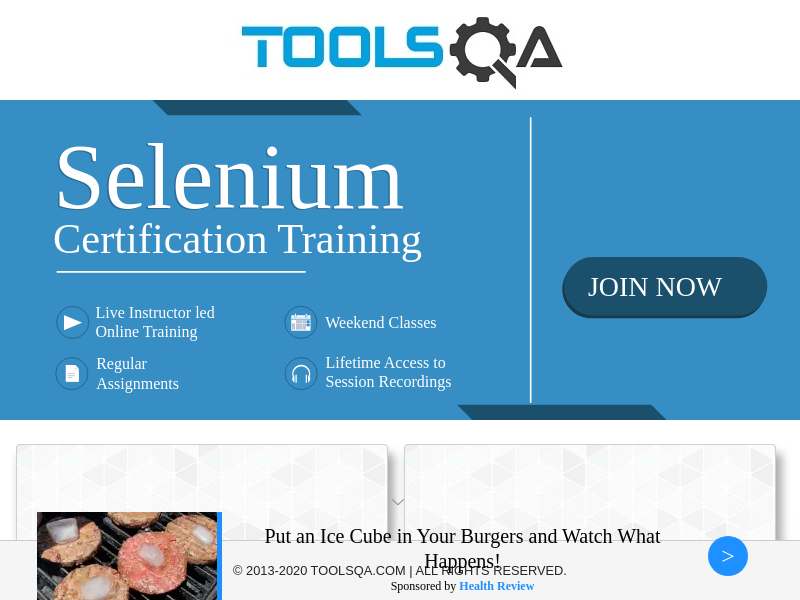 TOOLSQA
Selenium
Certification Training
JOIN NOW
Live Instructor led
Online Training
Weekend Classes
Regular
Assignments
Lifetime Access to
Session Recordings
Put an Ice Cube in Your Burgers and Watch What
Happens!
>
© 2013-2020 TOOLSQA.COM | ALL RIGHTS RESERVED.
Sponsored by Health Review